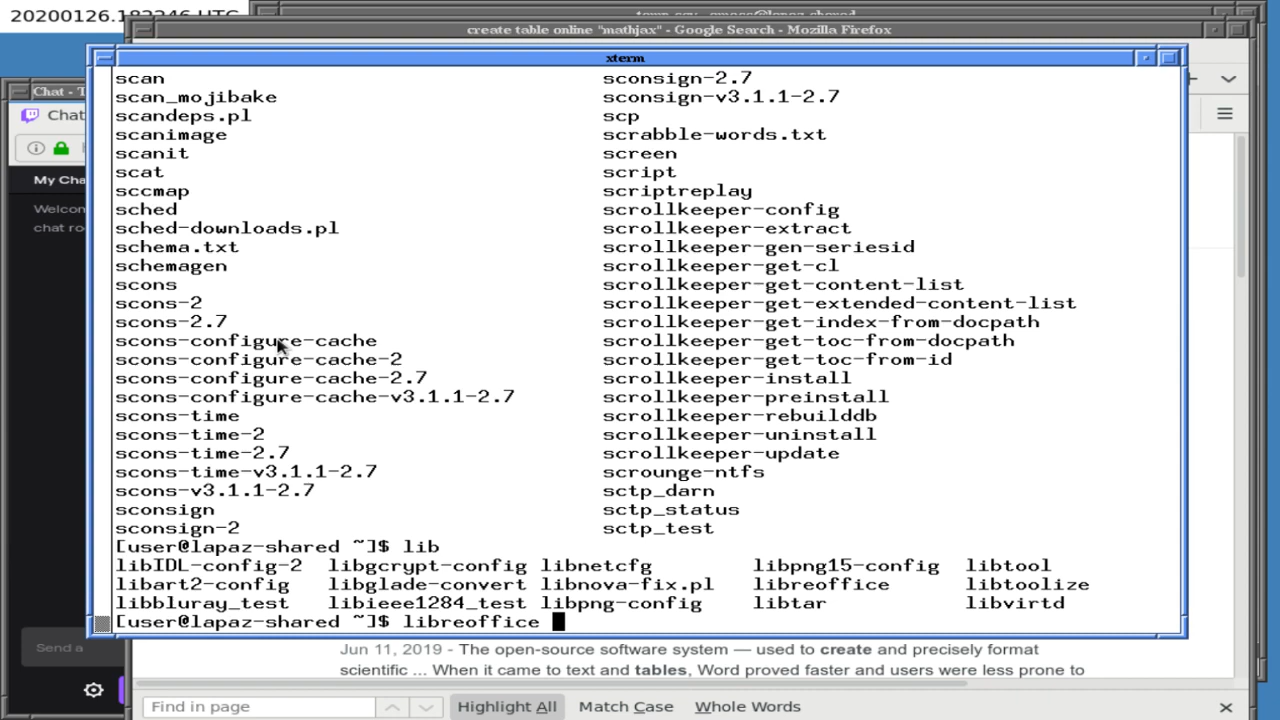 20200126.182246 UTC
create table online "mathjax" - Google Search - Mozilla Firefox
xterm
Chat - T
Chat
My Cha
Welcon
chat ro
Send a
scan sconsign-2.7
scan_mojibake sconsign-v3.1.1-2.7
scandeps.pl scp
scanimage scrabble-words.txt
scanit screen
scat script
sccmap scriptreplay
sched scrollkeeper-config
sched-downloads.pl scrollkeeper-extract
schema.txt scrollkeeper-gen-seriesid
schemagen scrollkeeper-get-cl
scons scrollkeeper-get-content-list
scons-2 scrollkeeper-get-extended-content-list
scons-2.7 scrollkeeper-get-index-from-docpath
scons-configure-cache scrollkeeper-get-toc-from-docpath
scons-configure-cache-2 scrollkeeper-get-toc-from-id
scons-configure-cache-2.7 scrollkeeper-install
scons-configure-cache-v3.1.1-2.7 scrollkeeper-preinstall
scons-time scrollkeeper-rebuilddb
scons-time-2 scrollkeeper-uninstall
scons-time-2.7 scrollkeeper-update
scons-time-v3.1.1-2.7 scrounge-ntfs
scons-v3.1.1-2.7 sctp_darn
sconsign sctp_status
sconsign-2 sctp_test
[user@lapaz-shared ~]$ lib
libIDL-config-2 libgcrypt-config libnetcfg libpng15-config libtool
libart2-config libglade-convert libnova-fix.pl libreoffice libtoolize
libbluray_test libieee1284_test libpng-config libtar libvirtd
[user@lapaz-shared ~]$ libreoffice
Jun 11, 2019 - The open-source software system — used to create and precisely format
scientific ... When it came to text and tables, Word proved faster and users were less prone to
Find in page Highlight All Match Case Whole Words